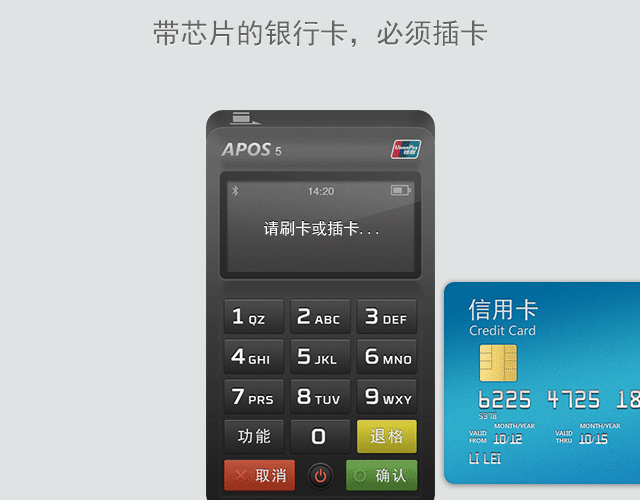 带芯片的银行卡，必须插卡
APOS 5
UnionPay
银联
14:20
请刷卡或插卡...
1 QZ
2 ABC
3 DEF
4 GHI
5 JKL
6 MNO
7 PRS
8 TUV
9 WXY
功能
0
退格
取消
确认
信用卡
Credit Card
6225 4725 18
5378
VALID FROM
MONTH/YEAR
10/12
VALID THRU
MONTH/YEAR
10/15
LI LEI